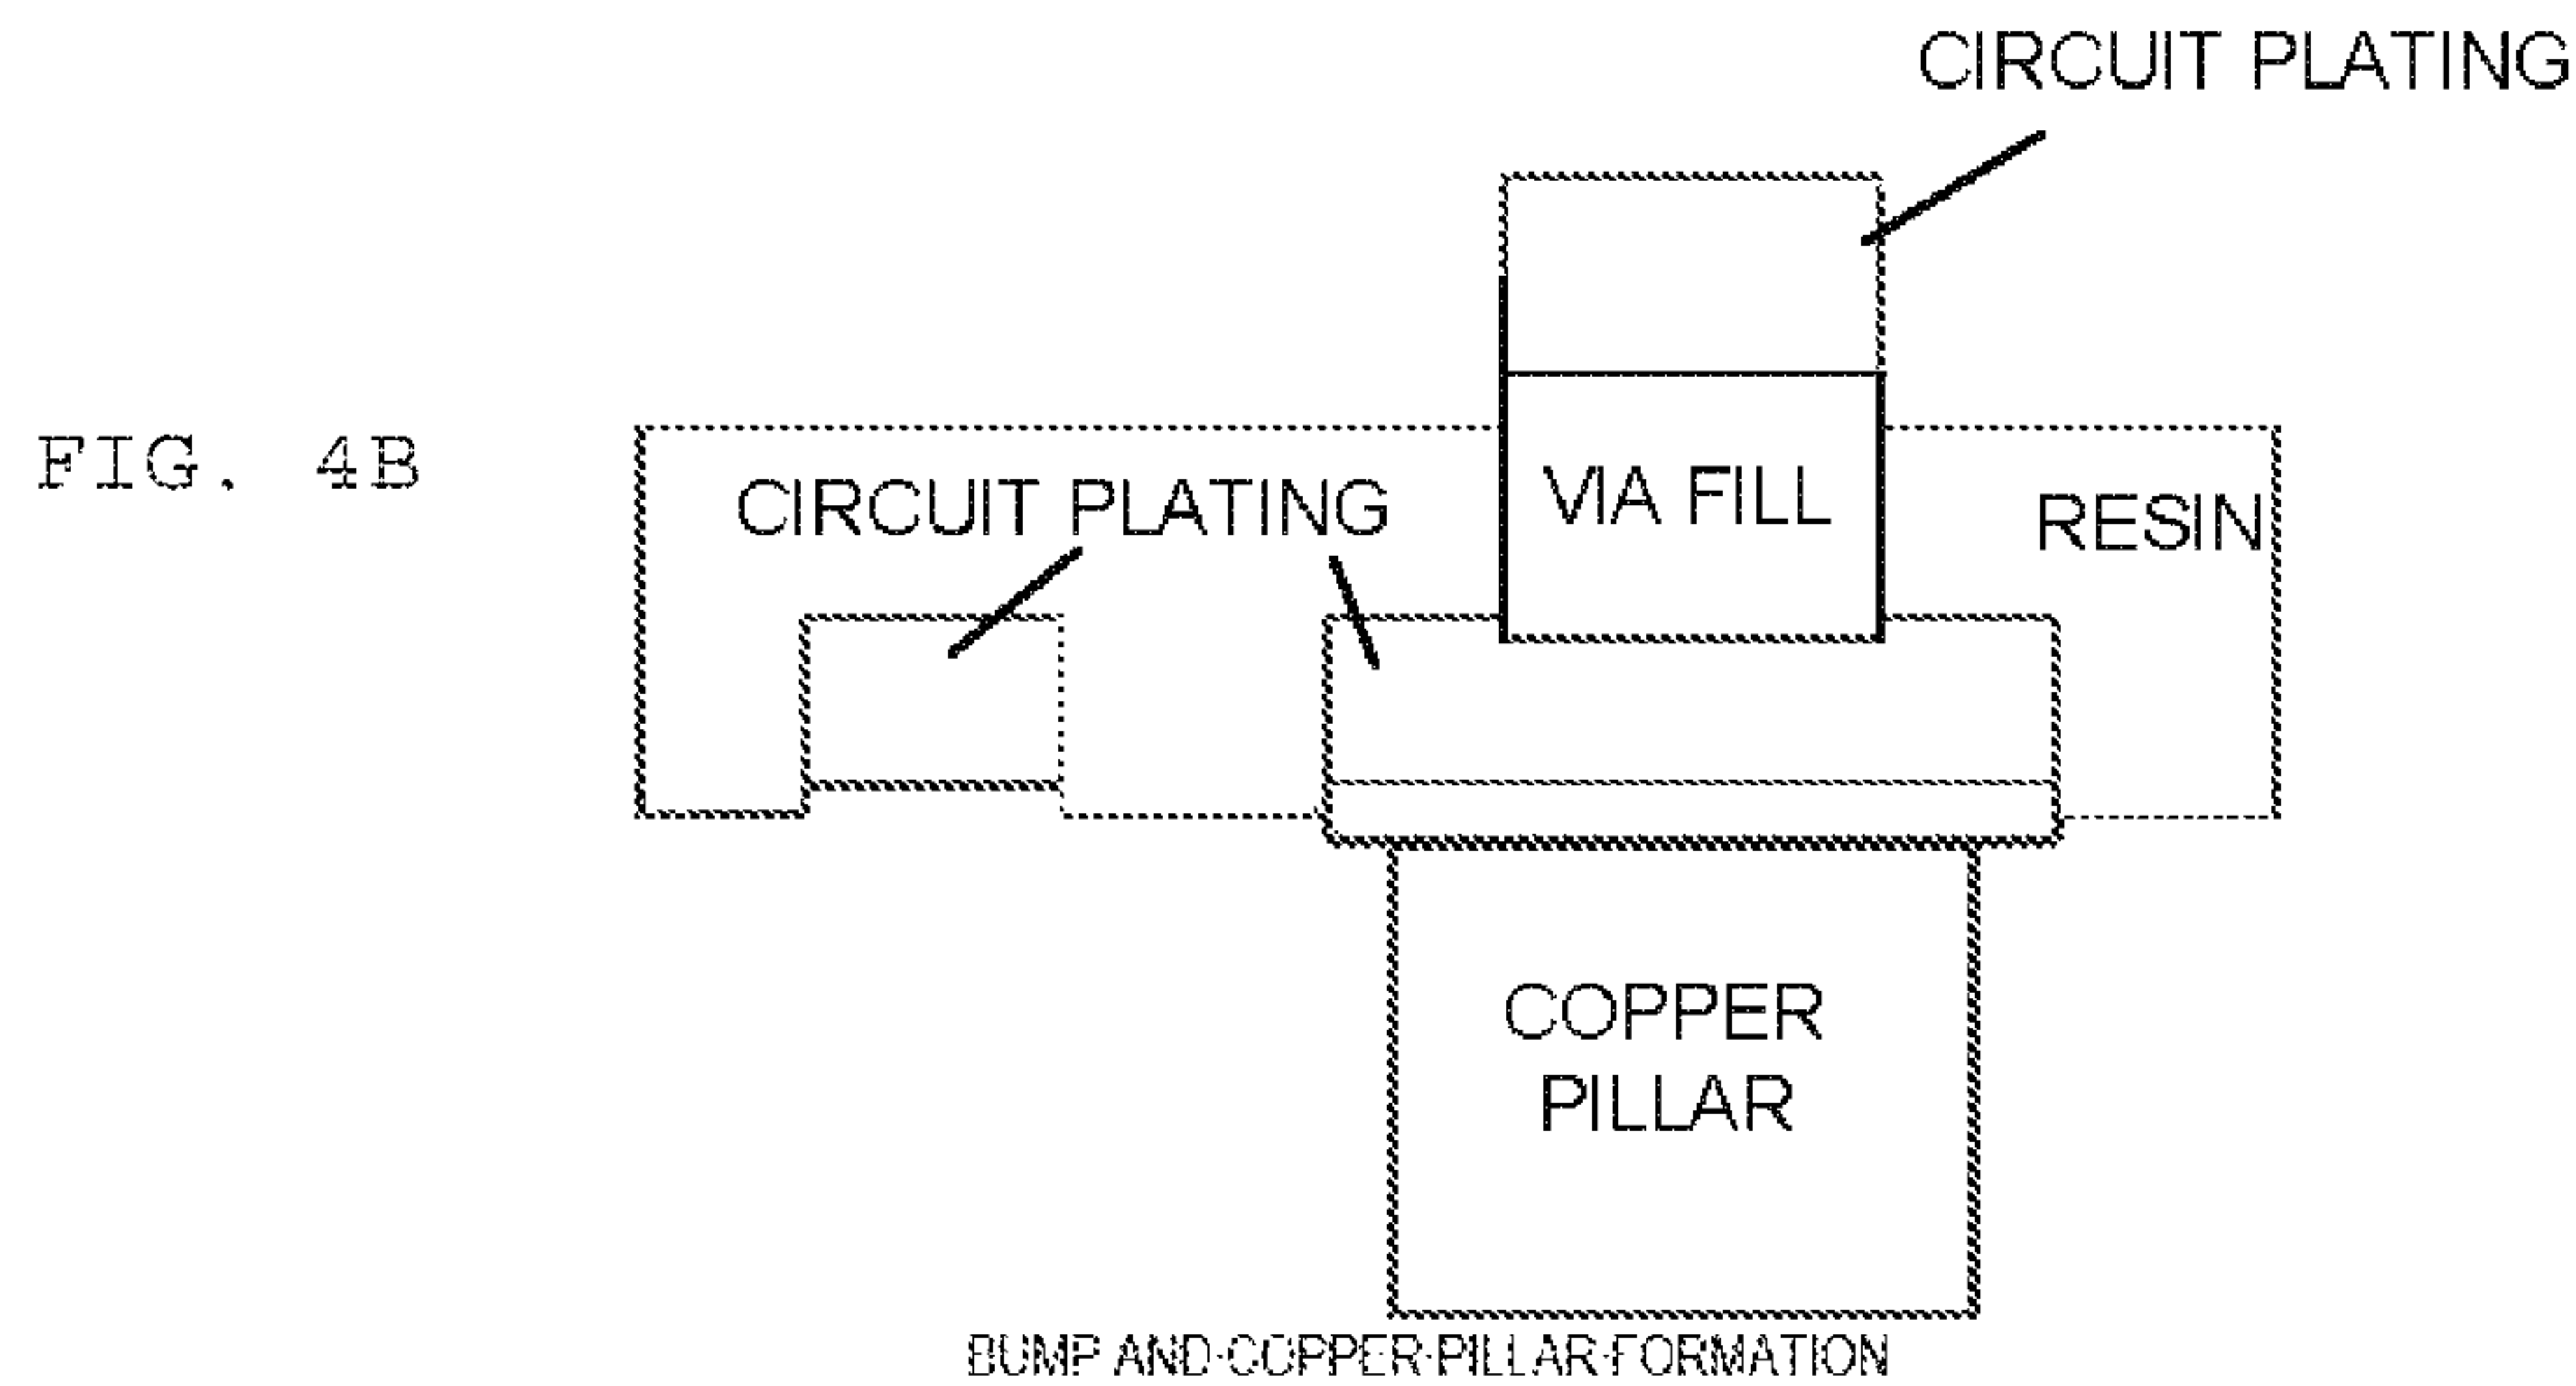 CIRCUIT PLATING
FIG. 4B
CIRCUIT PLATING
VIA FILL
RESIN
COPPER
PILLAR
BUMP AND COPPER PILLAR FORMATION